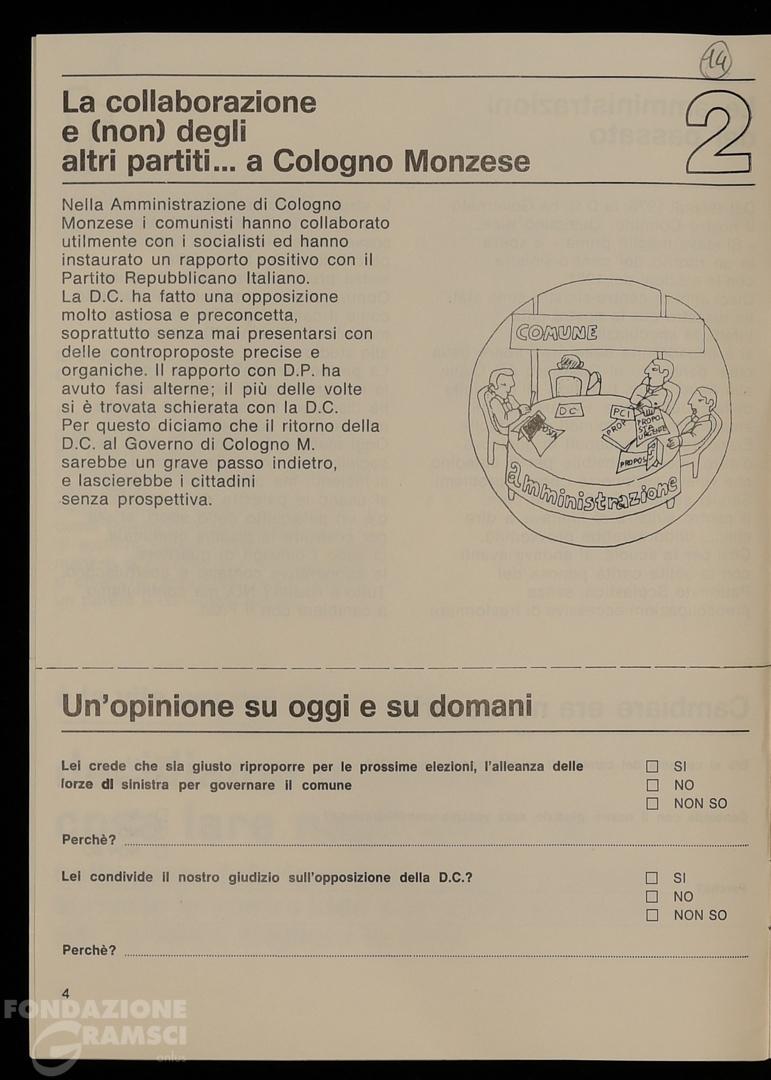 14
La collaborazione
e (non) degli
altri partiti... a Cologno Monzese
2
Nella Amministrazione di Cologno
Monzese i comunisti hanno collaborato
utilmente con i socialisti ed hanno
instaurato un rapporto positivo con il
Partito Repubblicano Italiano.
La D.C. ha fatto una opposizione
molto astiosa e preconcetta,
soprattutto senza mai presentarsi con
delle controproposte precise e
organiche. Il rapporto con D.P. ha
avuto fasi alterne; il più delle volte
si è trovata schierata con la D.C.
Per questo diciamo che il ritorno della
D.C. al Governo di Cologno M.
sarebbe un grave passo indietro,
e lascierebbe i cittadini
senza prospettiva.
COMUNE
DC
PCI
PROP
PROPO
STA
URGENTE
PROPOS
amministrazione
Un'opinione su oggi e su domani
Lei crede che sia giusto riproporre per le prossime elezioni, l'alleanza delle
forze di sinistra per governare il comune
SI
NO
NON SO
Perchè?
Lei condivide il nostro giudizio sull'opposizione della D.C.?
SI
NO
NON SO
Perchè?
4
FONDAZIONE
GRAMSCI
onlus